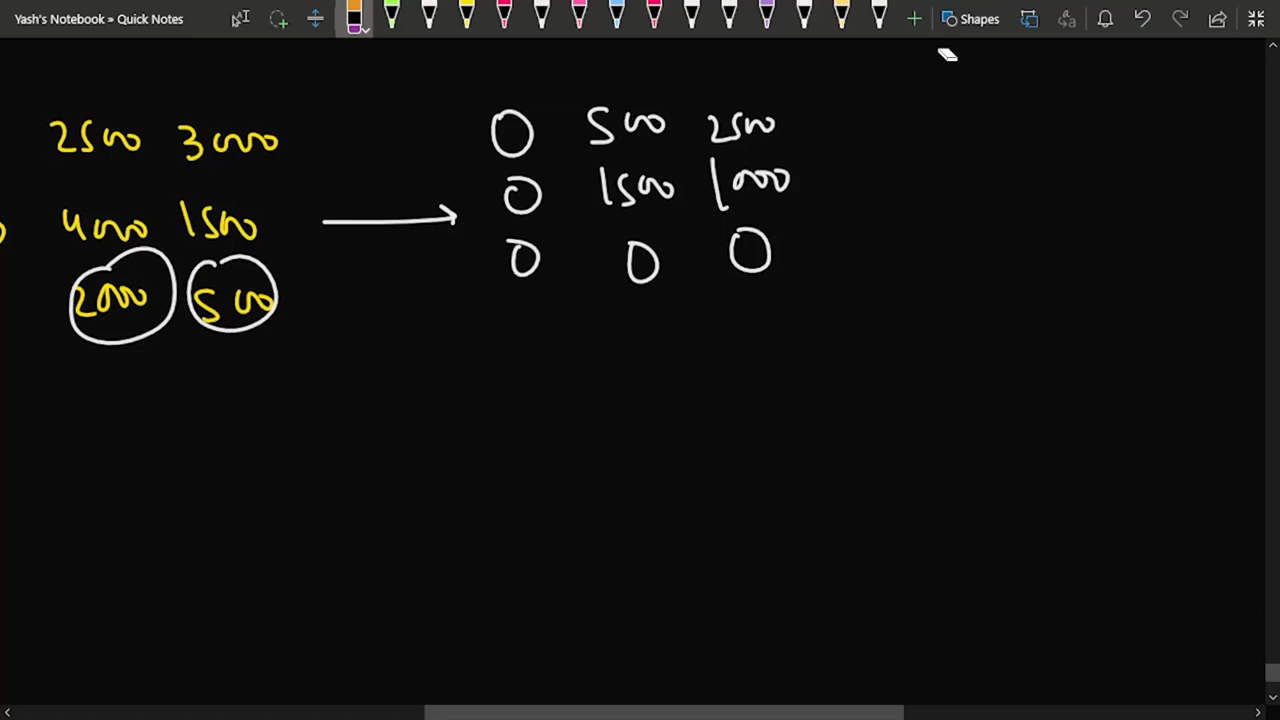 Yash's Notebook » Quick Notes
Shapes
2500 3000
4000 1500
2000 500
0 500 2500
0 1500 1000
0 0 0